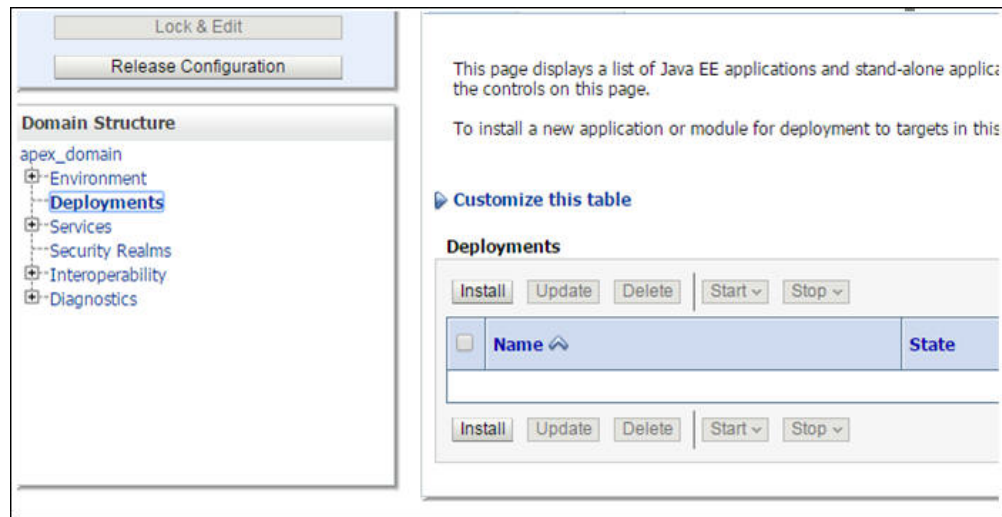 Lock & Edit
Release Configuration
Domain Structure
apex_domain
Environment
Deployments
Services
Security Realms
Interoperability
Diagnostics
This page displays a list of Java EE applications and stand-alone applica
the controls on this page.
To install a new application or module for deployment to targets in this
Customize this table
Deployments
Install Update Delete Start Stop
Name State
Install Update Delete Start Stop